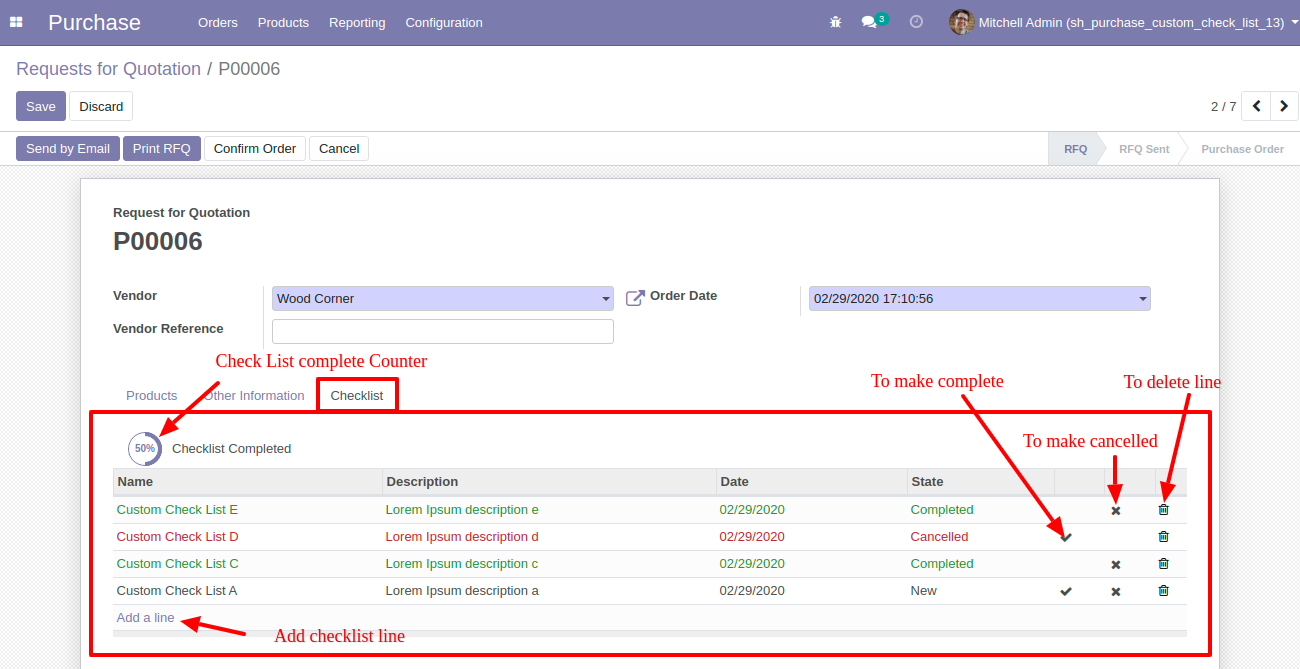 Purchase Orders Products Reporting Configuration 3 Mitchell Admin (sh_purchase_custom_check_list_13)
Requests for Quotation / P00006
Save Discard 2 / 7
Send by Email Print RFQ Confirm Order Cancel RFQ RFQ Sent Purchase Order
Request for Quotation
P00006
Vendor Wood Corner Order Date 02/29/2020 17:10:56
Vendor Reference
Check List complete Counter
To make complete To delete line
Products Other Information Checklist
To make cancelled
50% Checklist Completed
Name Description Date State
Custom Check List E Lorem Ipsum description e 02/29/2020 Completed
Custom Check List D Lorem Ipsum description d 02/29/2020 Cancelled
Custom Check List C Lorem Ipsum description c 02/29/2020 Completed
Custom Check List A Lorem Ipsum description a 02/29/2020 New
Add a line
Add checklist line